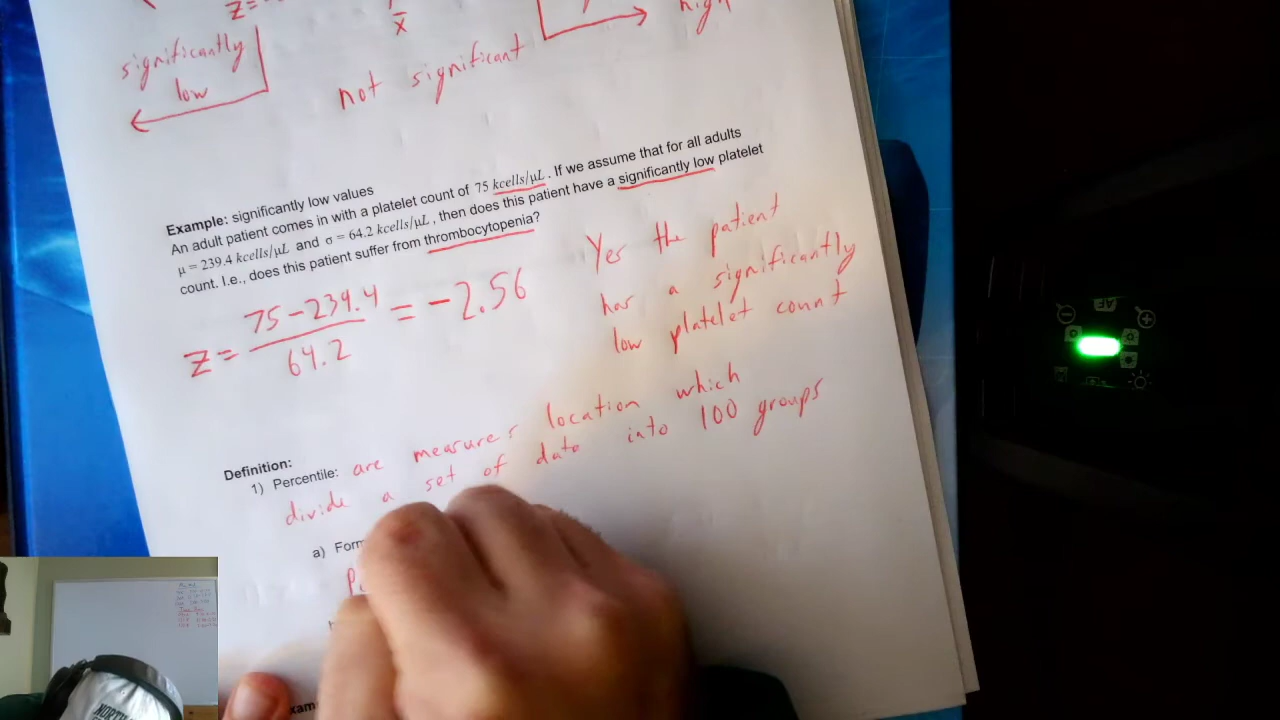 significantly
low
x̄
not significant
high
Example: significantly low values
An adult patient comes in with a platelet count of 75 kcells/μL. If we assume that for all adults
μ = 239.4 kcells/μL and σ = 64.2 kcells/μL, then does this patient have a significantly low platelet
count. I.e., does this patient suffer from thrombocytopenia?
z = (75-239.4)/64.2 = -2.56
Yes the patient
has a significantly
low platelet count
Definition:
1) Percentile: are measures location which
divide a set of data into 100 groups
a) Form
AF
NORTH